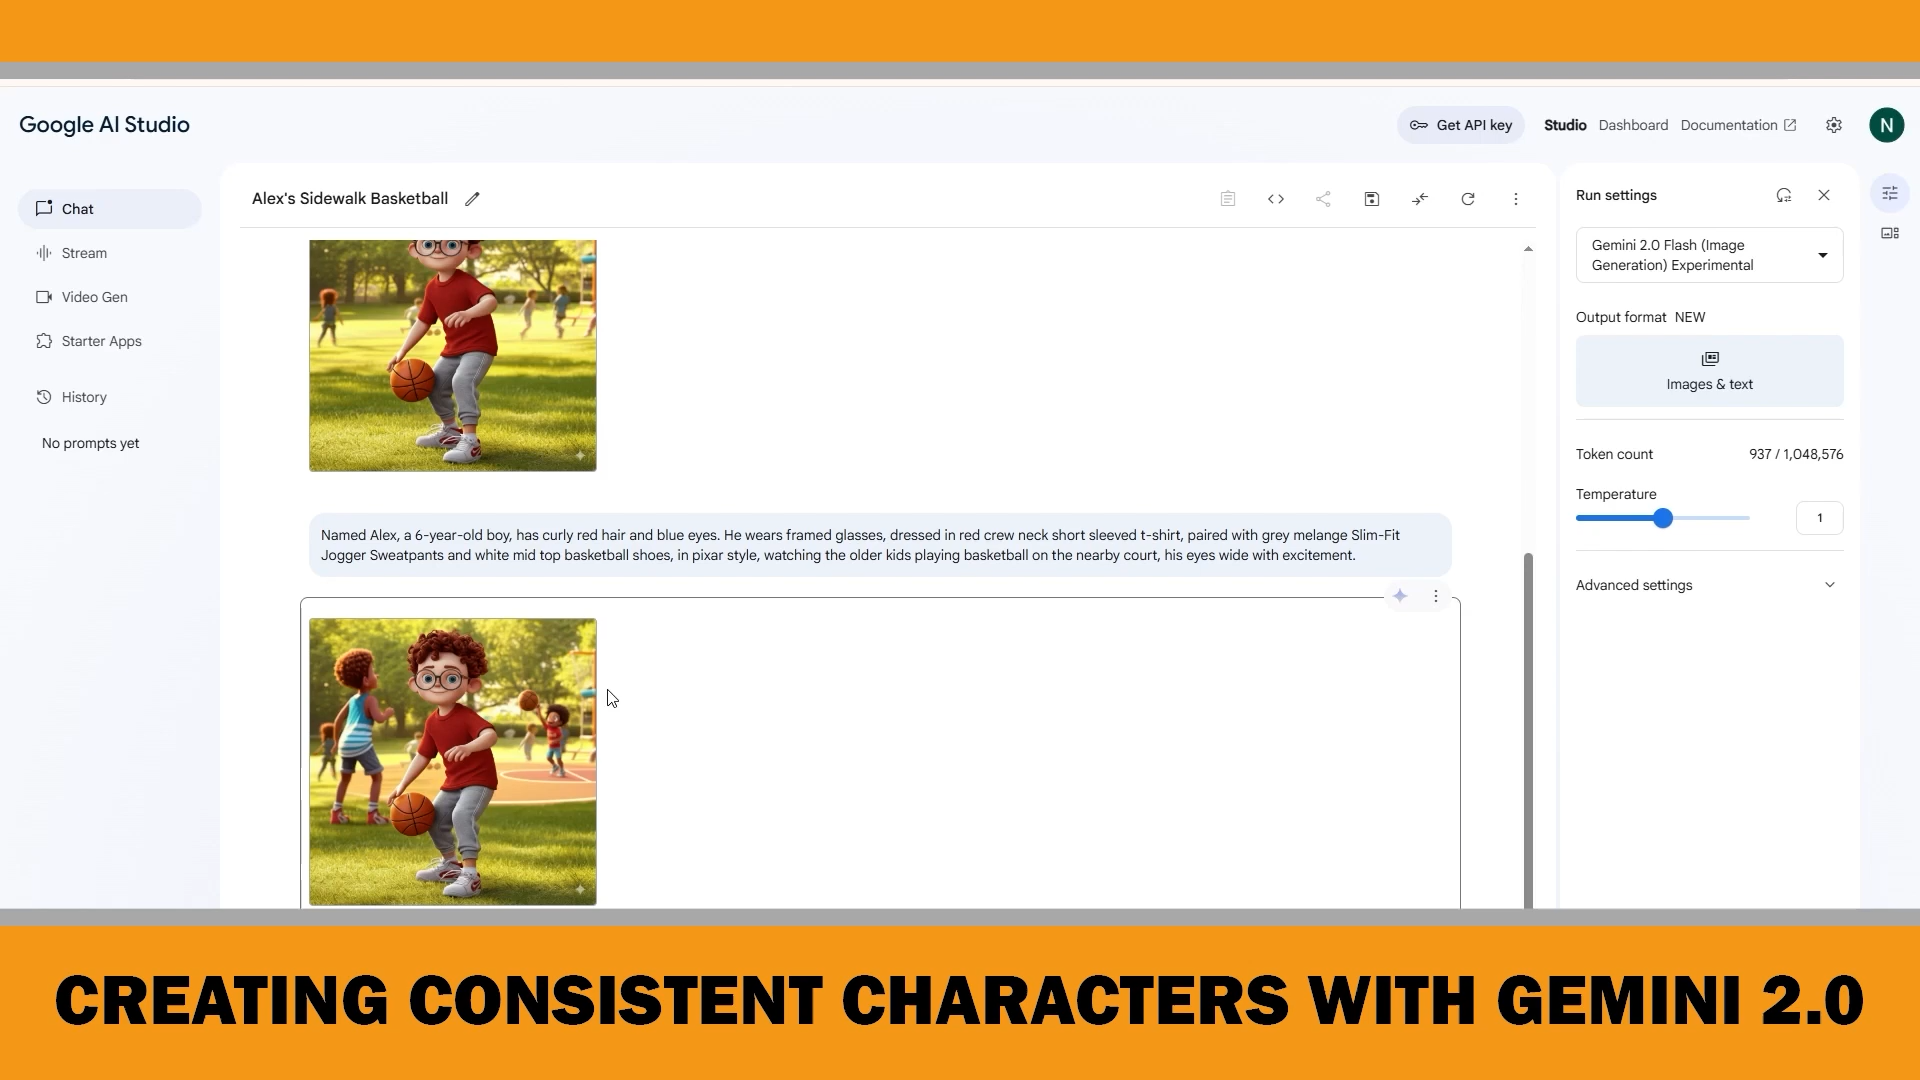 Google AI Studio
Get API key
Studio
Dashboard
Documentation
N
Chat
Stream
Video Gen
Starter Apps
History
No prompts yet
Alex's Sidewalk Basketball
Named Alex, a 6-year-old boy, has curly red hair and blue eyes. He wears framed glasses, dressed in red crew neck short sleeved t-shirt, paired with grey melange Slim-Fit
Jogger Sweatpants and white mid top basketball shoes, in pixar style, watching the older kids playing basketball on the nearby court, his eyes wide with excitement.
Run settings
Gemini 2.0 Flash (Image
Generation) Experimental
Output format NEW
Images & text
Token count 937 / 1,048,576
Temperature
1
Advanced settings
CREATING CONSISTENT CHARACTERS WITH GEMINI 2.0